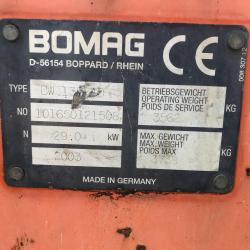 BOMAG
CE
D-56154 BOPPARD / RHEIN
TYPE
NO
N 29.0 kW
2003
MADE IN GERMANY
BETRIEBSGEWICHT
OPERATING WEIGHT
POIDS DE SERVICE
KG
MAX. GEWICHT
MAX. WEIGHT
POIDS MAX
KG